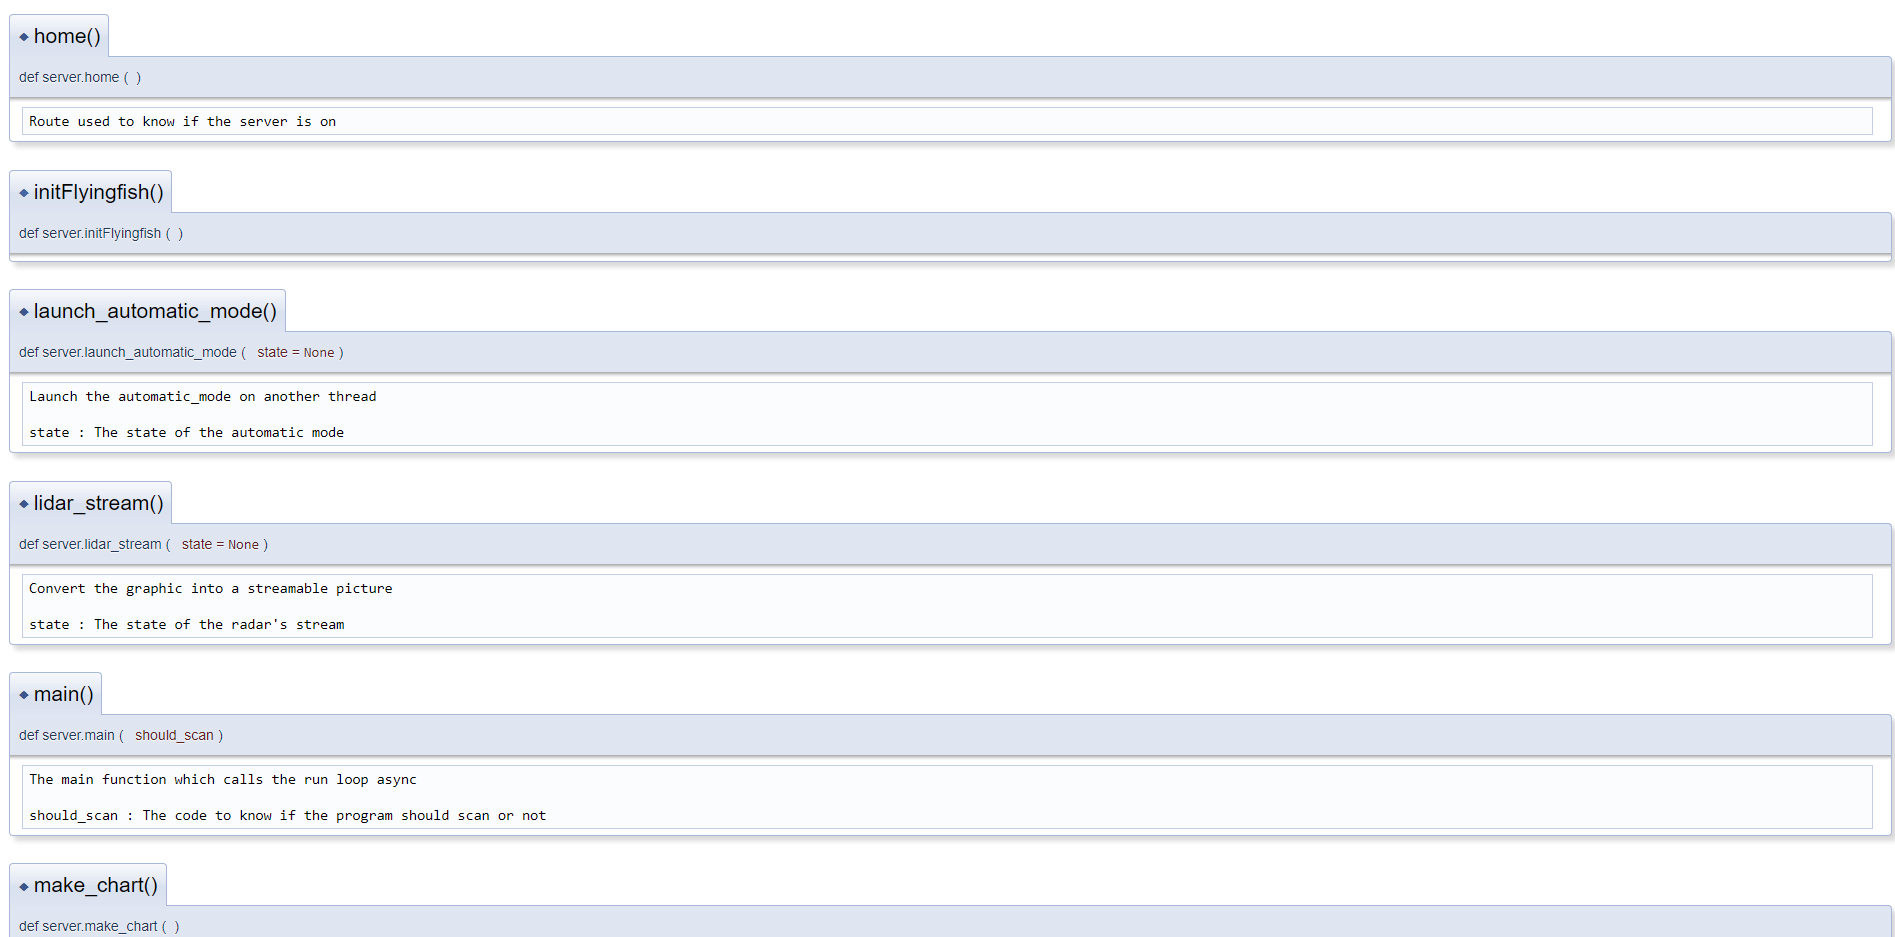 ◆ home()
def server.home ( )
Route used to know if the server is on
◆ initFlyingfish()
def server.initFlyingfish ( )
◆ launch_automatic_mode()
def server.launch_automatic_mode ( state = None )
Launch the automatic_mode on another thread
state : The state of the automatic mode
◆ lidar_stream()
def server.lidar_stream ( state = None )
Convert the graphic into a streamable picture
state : The state of the radar's stream
◆ main()
def server.main ( should_scan )
The main function which calls the run loop async
should_scan : The code to know if the program should scan or not
◆ make_chart()
def server.make_chart ( )